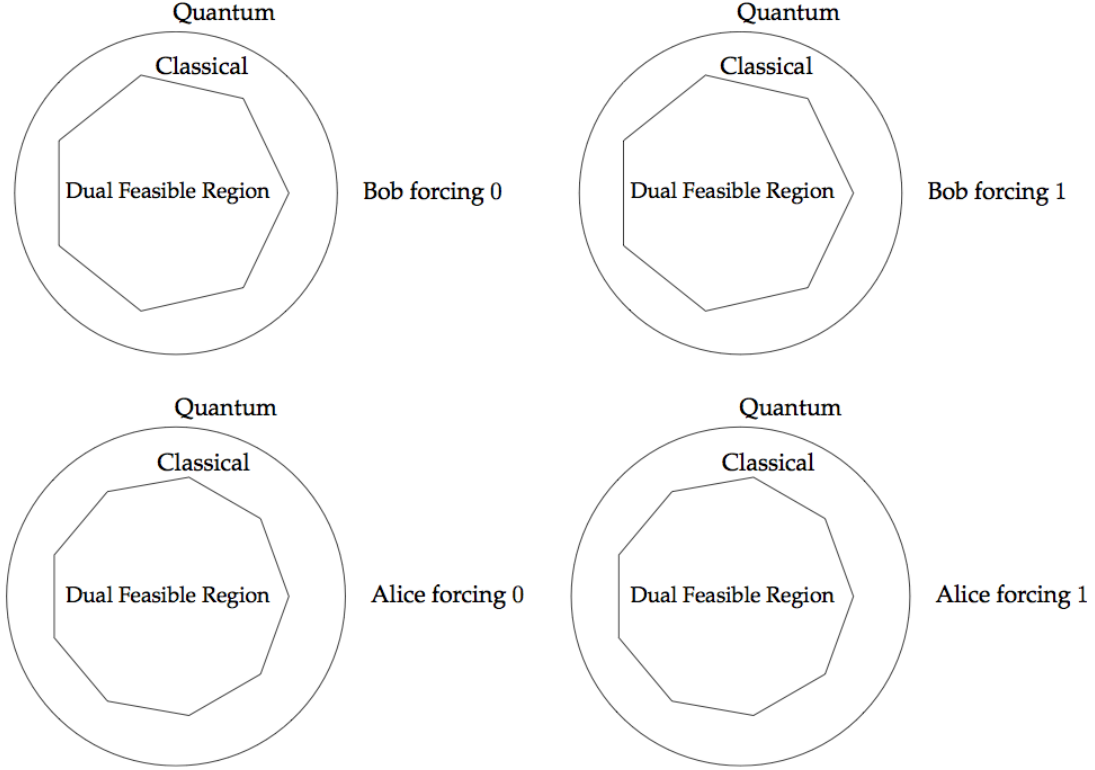 Quantum
Classical
Dual Feasible Region
Bob forcing 0
Quantum
Classical
Dual Feasible Region
Bob forcing 1
Quantum
Classical
Dual Feasible Region
Alice forcing 0
Quantum
Classical
Dual Feasible Region
Alice forcing 1